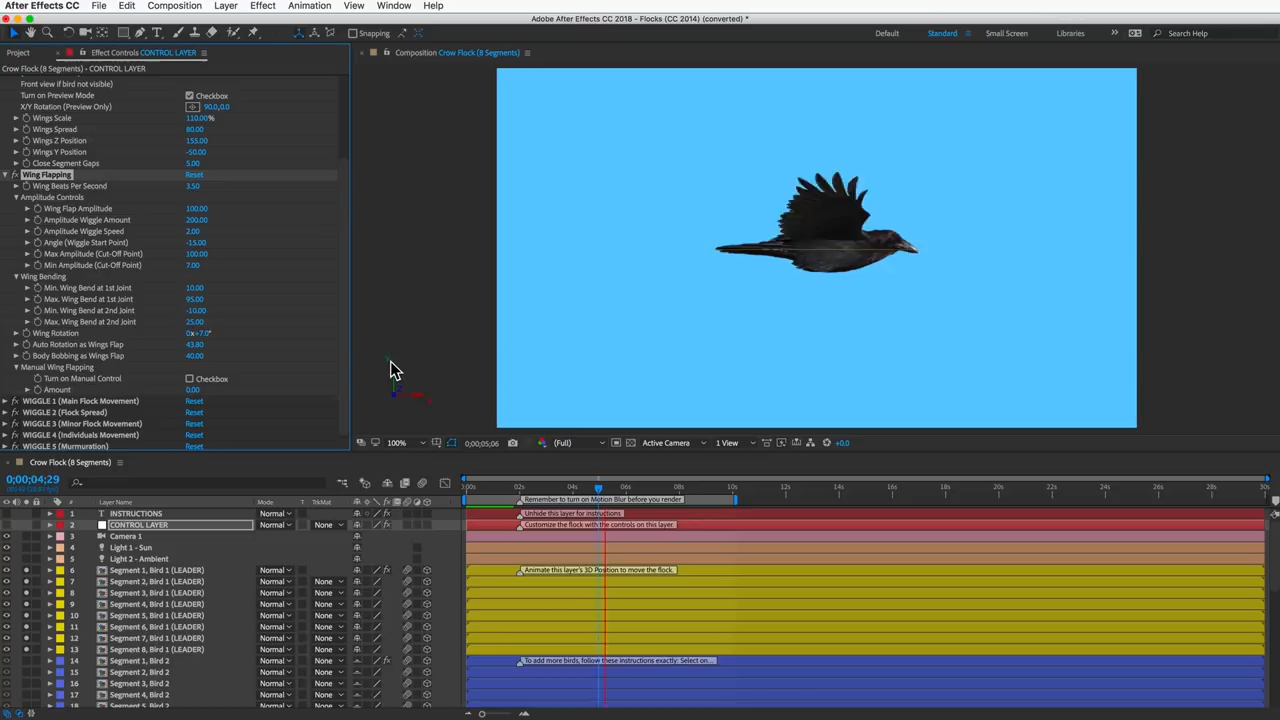 After Effects CC File Edit Composition Layer Effect Animation View Window Help
Adobe After Effects CC 2018 - Flocks (CC 2014) (converted) *
Snapping Default Standard Small Screen Libraries Search Help
Project Effect Controls CONTROL LAYER Composition Crow Flock (8 Segments)
Crow Flock (8 Segments) - CONTROL LAYER
Front view if bird not visible)
Turn on Preview Mode Checkbox
X/Y Rotation (Preview Only) 90.0,0.0
Wings Scale 110.00%
Wings Spread 80.00
Wings Z Position 155.00
Wings Y Position -50.00
Close Segment Gaps 5.00
Wing Flapping Reset
Wing Beats Per Second 3.50
Amplitude Controls
Wing Flap Amplitude 100.00
Amplitude Wiggle Amount 200.00
Amplitude Wiggle Speed 2.00
Angle (Wiggle Start Point) -15.00
Max Amplitude (Cut-Off Point) 100.00
Min Amplitude (Cut-Off Point) 7.00
Wing Bending
Min. Wing Bend at 1st Joint 10.00
Max. Wing Bend at 1st Joint 95.00
Min. Wing Bend at 2nd Joint -10.00
Max. Wing Bend at 2nd Joint 25.00
Wing Rotation 0x+7.0°
Auto Rotation as Wings Flap 43.80
Body Bobbing as Wings Flap 40.00
Manual Wing Flapping
Turn on Manual Control Checkbox
Amount 0.00
WIGGLE 1 (Main Flock Movement) Reset
WIGGLE 2 (Flock Spread) Reset
WIGGLE 3 (Minor Flock Movement) Reset
WIGGLE 4 (Individuals Movement) Reset
WIGGLE 5 (Murmuration) Reset
100% 0;00;05;06 (Full) Active Camera 1 View +0.0
Crow Flock (8 Segments)
0;00;04;29
Layer Name Mode T TrkMat
:00s 02s 04s 06s 08s 10s 12s 14s 16s 18s 20s 22s 24s 26s 28s 30s
Remember to turn on Motion Blur before you render
1 T INSTRUCTIONS Normal Unhide this layer for instructions
2 CONTROL LAYER Normal None Customize the flock with the controls on this layer.
3 Camera 1
4 Light 1 - Sun
5 Light 2 - Ambient
6 Segment 1, Bird 1 (LEADER) Normal Animate this layer's 3D Position to move the flock.
7 Segment 2, Bird 1 (LEADER) Normal None
8 Segment 3, Bird 1 (LEADER) Normal None
9 Segment 4, Bird 1 (LEADER) Normal None
10 Segment 5, Bird 1 (LEADER) Normal None
11 Segment 6, Bird 1 (LEADER) Normal None
12 Segment 7, Bird 1 (LEADER) Normal None
13 Segment 8, Bird 1 (LEADER) Normal None
14 Segment 1, Bird 2 Normal To add more birds, follow these instructions exactly: Select on...
15 Segment 2, Bird 2 Normal None
16 Segment 3, Bird 2 Normal None
17 Segment 4, Bird 2 Normal None
18 Segment 5, Bird 2 Normal None